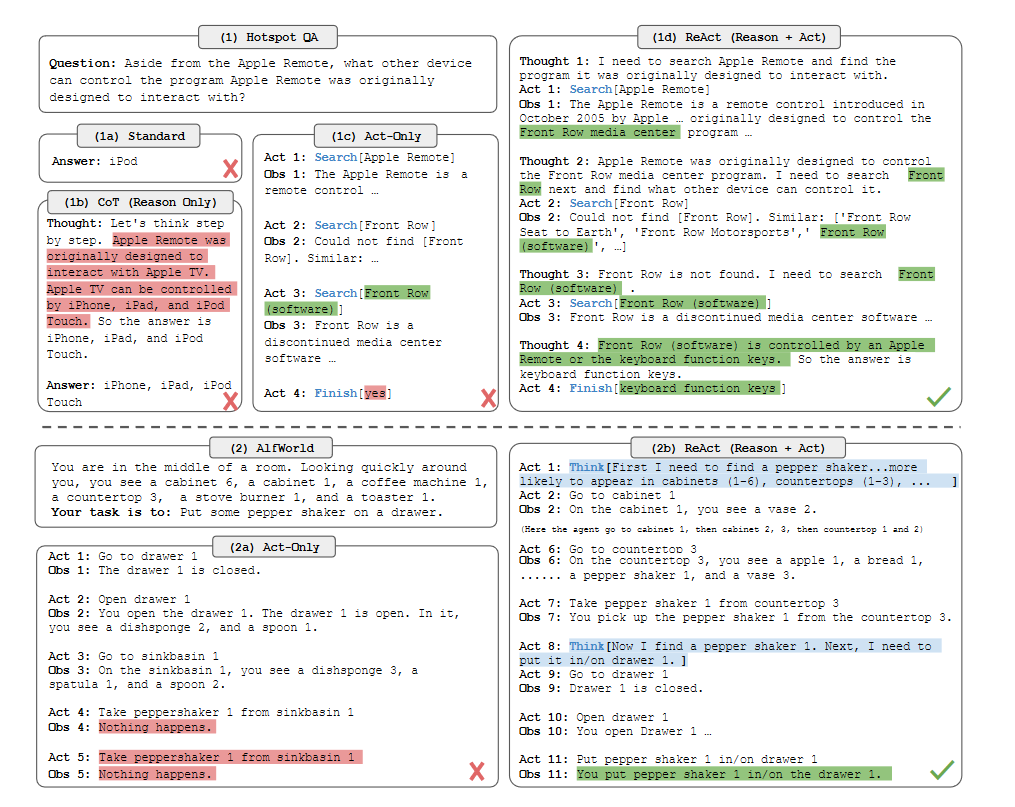 (1) Hotspot QA
Question: Aside from the Apple Remote, what other device
can control the program Apple Remote was originally
designed to interact with?
(1a) Standard
Answer: iPod
(1b) CoT (Reason Only)
Thought: Let's think step
by step. Apple Remote was
originally designed to
interact with Apple TV.
Apple TV can be controlled
by iPhone, iPad, and iPod
Touch. So the answer is
iPhone, iPad, and iPod
Touch.
Answer: iPhone, iPad, iPod
Touch
(1c) Act-Only
Act 1: Search[Apple Remote]
Obs 1: The Apple Remote is a
remote control …
Act 2: Search[Front Row]
Obs 2: Could not find [Front
Row]. Similar: …
Act 3: Search[Front Row
(software)]
Obs 3: Front Row is a
discontinued media center
software …
Act 4: Finish[yes]
(1d) ReAct (Reason + Act)
Thought 1: I need to search Apple Remote and find the
program it was originally designed to interact with.
Act 1: Search[Apple Remote]
Obs 1: The Apple Remote is a remote control introduced in
October 2005 by Apple … originally designed to control the
Front Row media center program …
Thought 2: Apple Remote was originally designed to control
the Front Row media center program. I need to search Front
Row next and find what other device can control it.
Act 2: Search[Front Row]
Obs 2: Could not find [Front Row]. Similar: ['Front Row
Seat to Earth', 'Front Row Motorsports',' Front Row
(software)', …]
Thought 3: Front Row is not found. I need to search Front
Row (software) .
Act 3: Search[Front Row (software)]
Obs 3: Front Row is a discontinued media center software …
Thought 4: Front Row (software) is controlled by an Apple
Remote or the keyboard function keys. So the answer is
keyboard function keys.
Act 4: Finish[keyboard function keys]
(2) AlfWorld
You are in the middle of a room. Looking quickly around
you, you see a cabinet 6, a cabinet 1, a coffee machine 1,
a countertop 3, a stove burner 1, and a toaster 1.
Your task is to: Put some pepper shaker on a drawer.
(2a) Act-Only
Act 1: Go to drawer 1
Obs 1: The drawer 1 is closed.
Act 2: Open drawer 1
Obs 2: You open the drawer 1. The drawer 1 is open. In it,
you see a dishsponge 2, and a spoon 1.
Act 3: Go to sinkbasin 1
Obs 3: On the sinkbasin 1, you see a dishsponge 3, a
spatula 1, and a spoon 2.
Act 4: Take peppershaker 1 from sinkbasin 1
Obs 4: Nothing happens.
Act 5: Take peppershaker 1 from sinkbasin 1
Obs 5: Nothing happens.
(2b) ReAct (Reason + Act)
Act 1: Think[First I need to find a pepper shaker...more
likely to appear in cabinets (1-6), countertops (1-3), ... ]
Act 2: Go to cabinet 1
Obs 2: On the cabinet 1, you see a vase 2.
(Here the agent go to cabinet 1, then cabinet 2, 3, then countertop 1 and 2)
Act 6: Go to countertop 3
Obs 6: On the countertop 3, you see a apple 1, a bread 1,
...... a pepper shaker 1, and a vase 3.
Act 7: Take pepper shaker 1 from countertop 3
Obs 7: You pick up the pepper shaker 1 from the countertop 3.
Act 8: Think[Now I find a pepper shaker 1. Next, I need to
put it in/on drawer 1. ]
Act 9: Go to drawer 1
Obs 9: Drawer 1 is closed.
Act 10: Open drawer 1
Obs 10: You open Drawer 1 …
Act 11: Put pepper shaker 1 in/on drawer 1
Obs 11: You put pepper shaker 1 in/on the drawer 1.